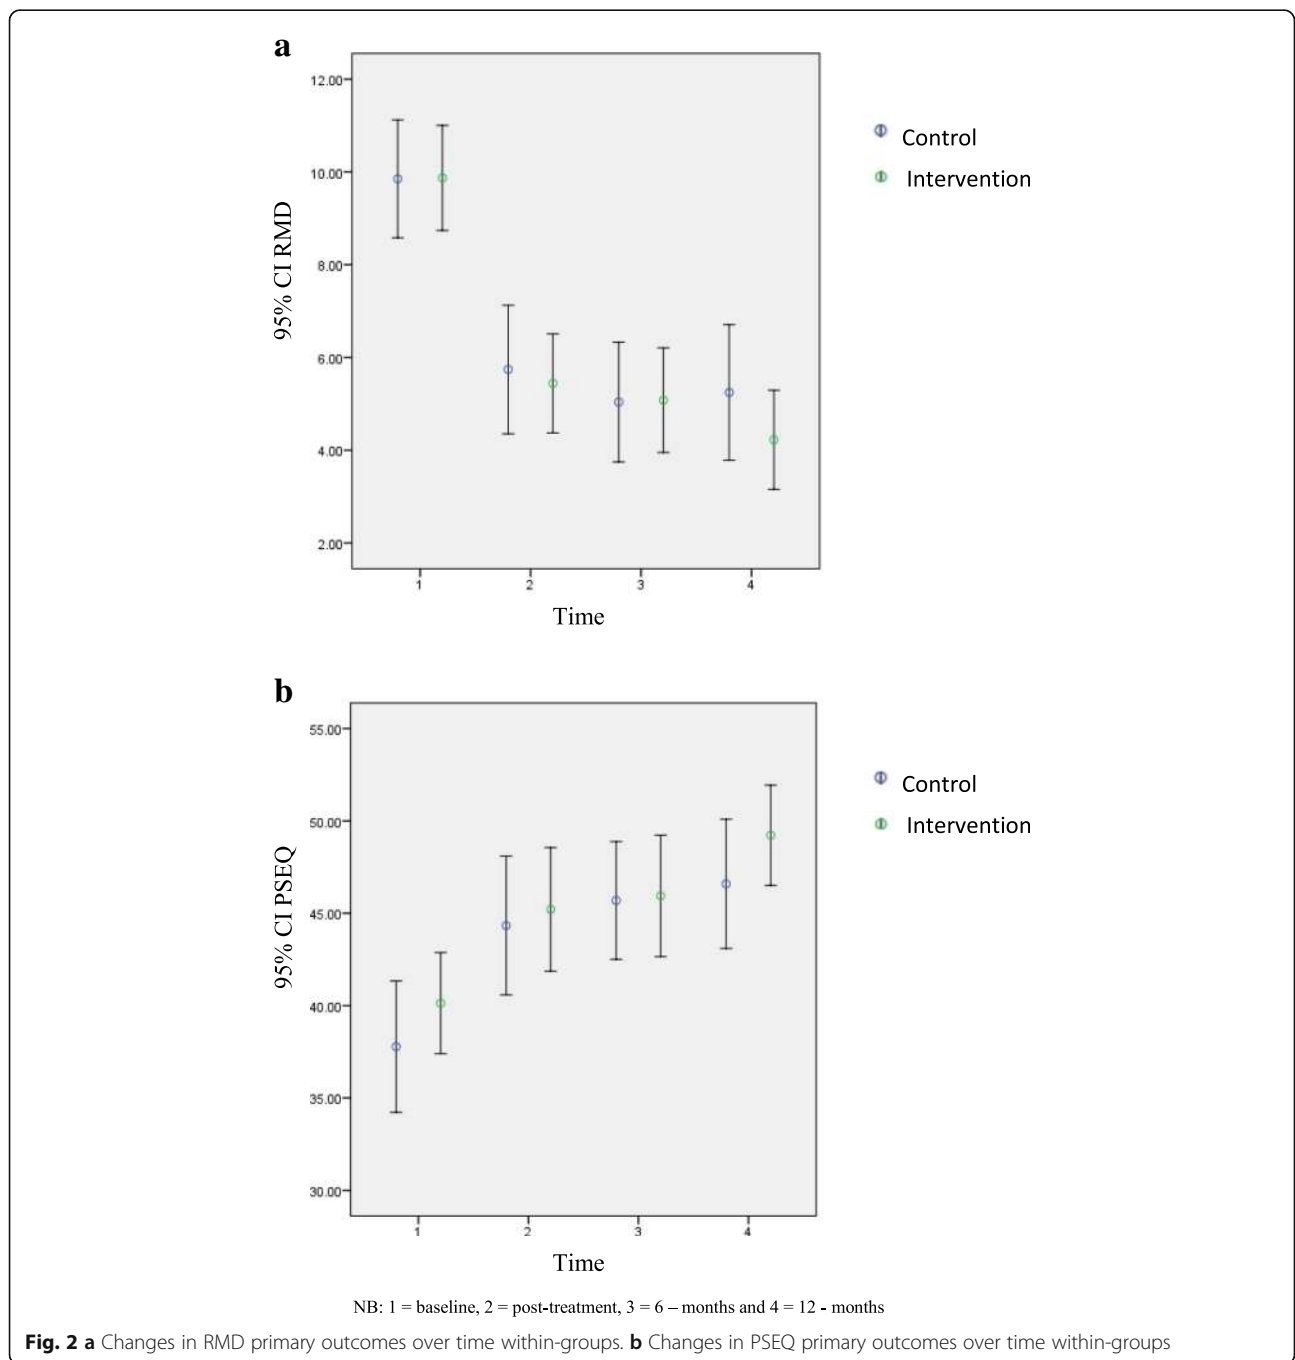 a
12.00
10.00
8.00
6.00
4.00
2.00
95% CI RMD
1 2 3 4
Time
Control
Intervention
b
55.00
50.00
45.00
40.00
35.00
30.00
95% CI PSEQ
1 2 3 4
Time
Control
Intervention
NB: 1 = baseline, 2 = post-treatment, 3 = 6 – months and 4 = 12 - months
Fig. 2 a Changes in RMD primary outcomes over time within-groups. b Changes in PSEQ primary outcomes over time within-groups